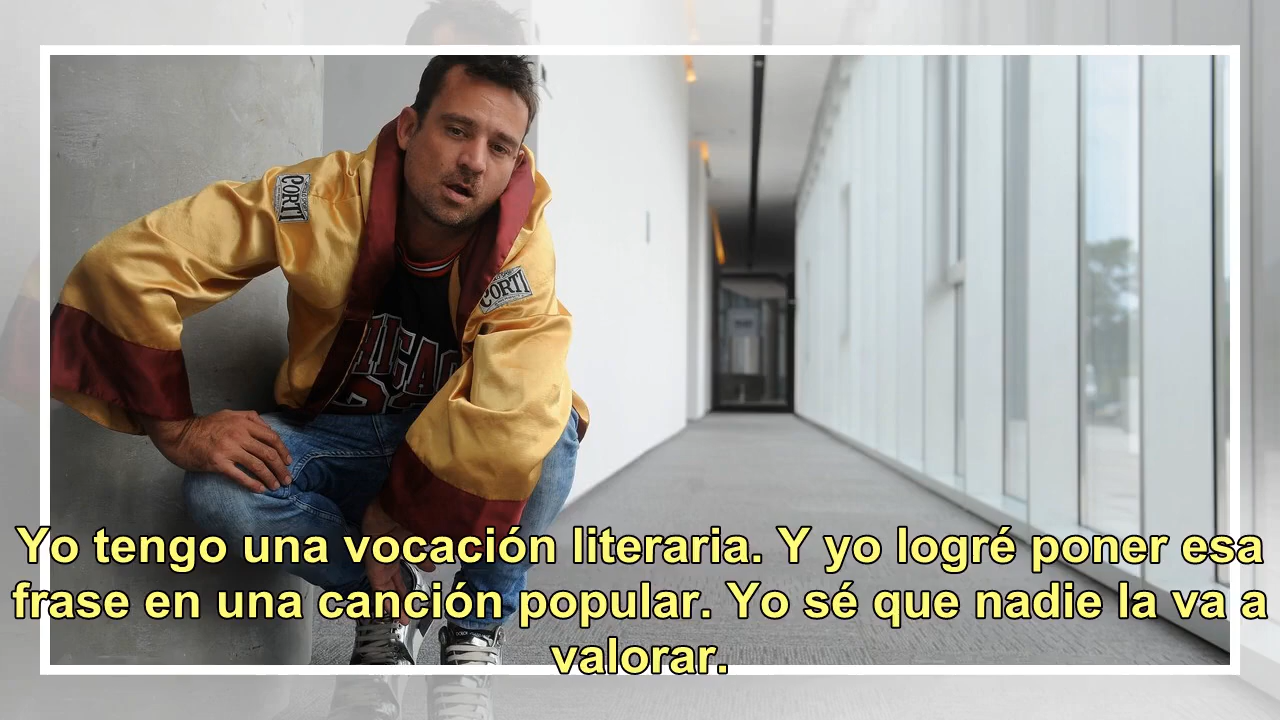 CORTI
CORTI
CHICAG
Yo tengo una vocación literaria. Y yo logré poner esa
frase en una canción popular. Yo sé que nadie la va a
valorar.